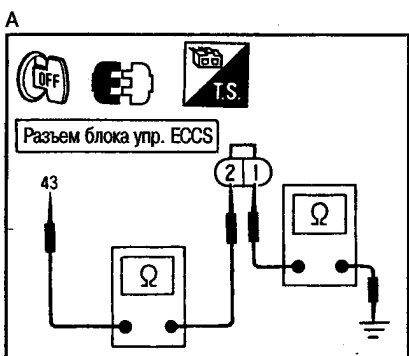 A
OFF
T.S.
Разъем блока упр. ECCS
43
2 1
Ω
Ω